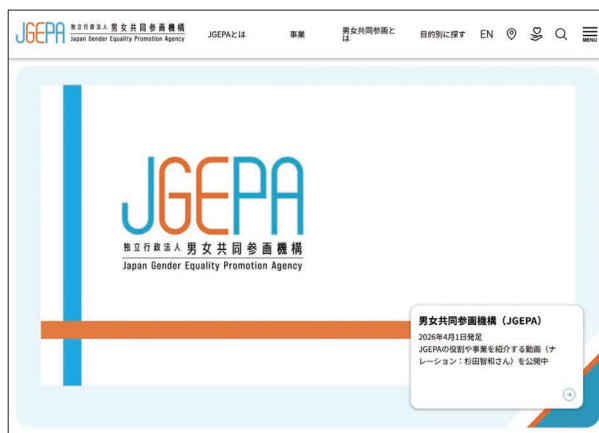 JGEPA 独立行政法人 男女共同参画機構
Japan Gender Equality Promotion Agency
JGEPAとは
事業
男女共同参画と
は
目的別に探す
EN
MENU
JGEPA
独立行政法人 男女共同参画機構
Japan Gender Equality Promotion Agency
男女共同参画機構（JGEPA）
2026年4月1日発足
JGEPAの役割や事業を紹介する動画（ナ
レーション：杉田智和さん）を公開中